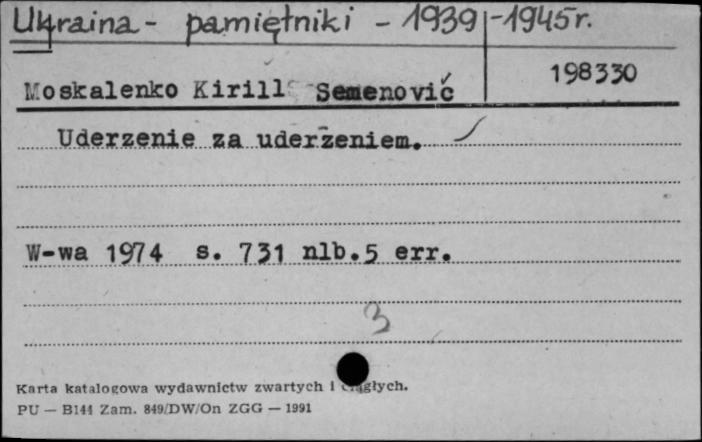 Ukraina - pamiętniki - 1939-1945r.
198330
Moskalenko Kirill Semenović
Uderzenie za uderzeniem.
W-wa 1974 s. 731 nlb.5 err.
3
Karta katalogowa wydawnictw zwartych i ciągłych.
PU — B144 Zam. 849/DW/On ZGG — 1991